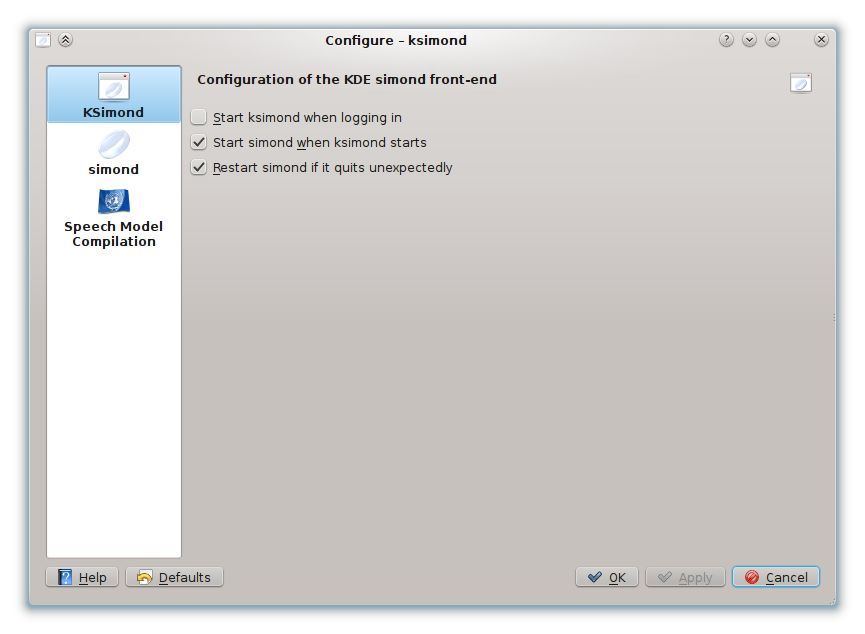 Configure – ksimond
KSimond
simond
Speech Model
Compilation
Configuration of the KDE simond front-end
Start ksimond when logging in
Start simond when ksimond starts
Restart simond if it quits unexpectedly
Help
Defaults
OK
Apply
Cancel